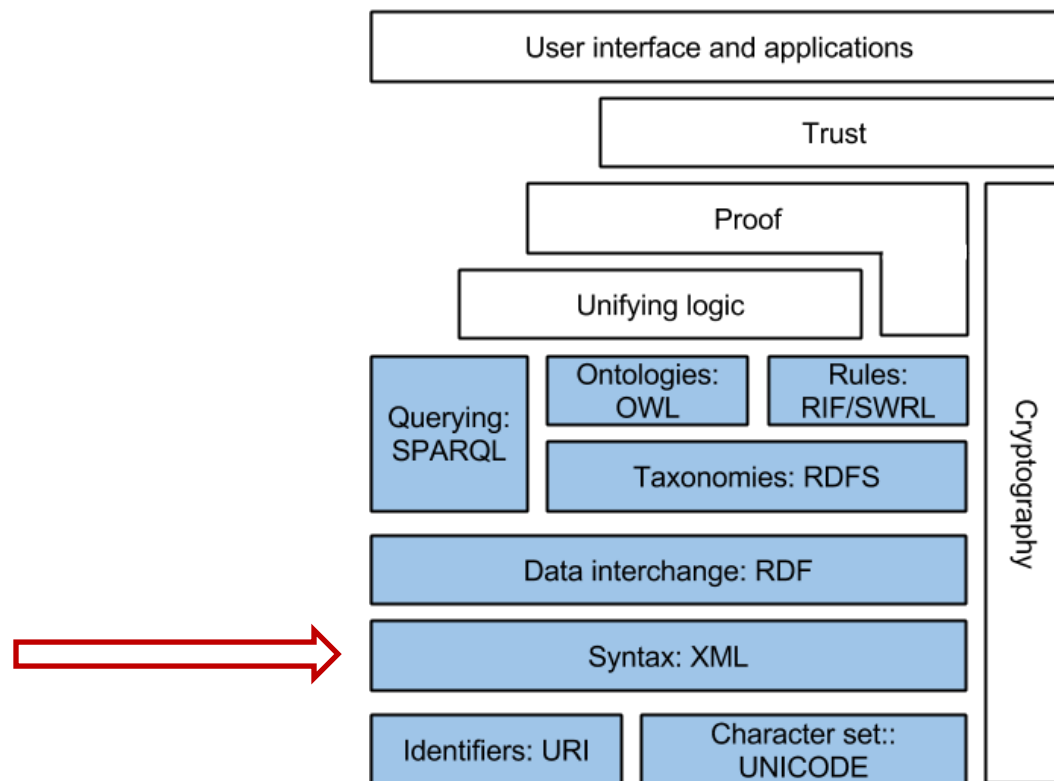 User interface and applications
Trust
Proof
Unifying logic
Querying:
SPARQL
Ontologies:
OWL
Rules:
RIF/SWRL
Taxonomies: RDFS
Cryptography
Data interchange: RDF
Syntax: XML
Identifiers: URI
Character set::
UNICODE